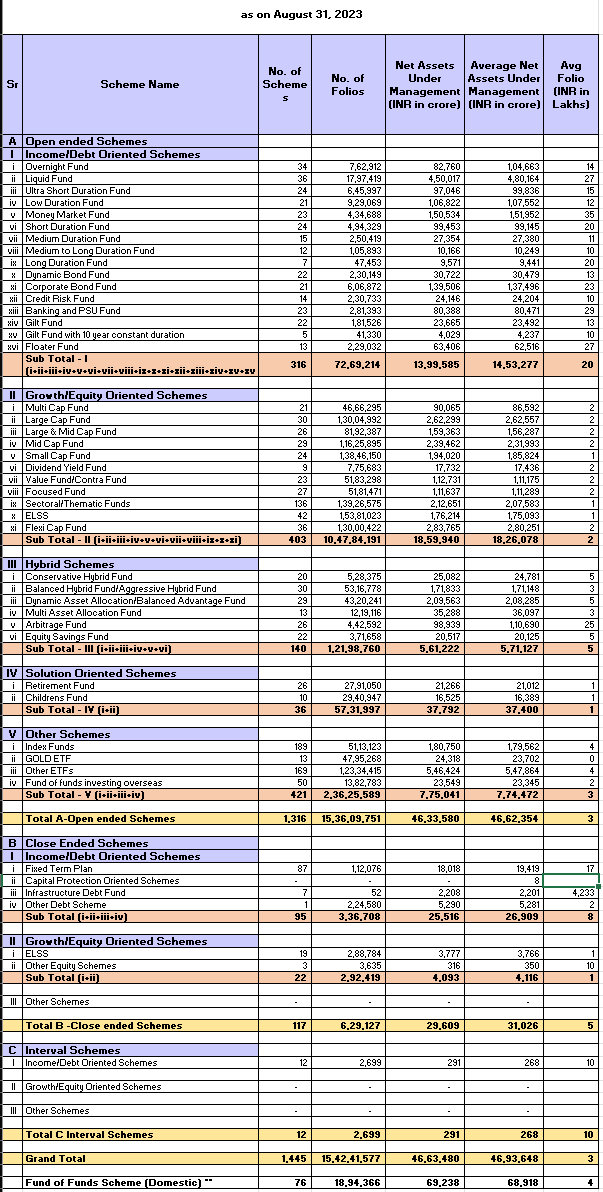 as on August 31, 2023
Sr Scheme Name No. of Schemes No. of Folios Net Assets Under Management (INR in crore) Average Net Assets Under Management (INR in crore) Avg Folio (INR in Lakhs)
A Open ended Schemes
I Income/Debt Oriented Schemes
i Overnight Fund 34 7,62,912 82,760 1,04,663 14
ii Liquid Fund 36 17,97,419 4,50,017 4,80,164 27
iii Ultra Short Duration Fund 24 6,45,997 97,046 99,836 15
iv Low Duration Fund 21 9,29,069 1,06,822 1,07,552 12
v Money Market Fund 23 4,34,688 1,50,534 1,51,952 35
vi Short Duration Fund 24 4,94,329 99,453 99,145 20
vii Medium Duration Fund 15 2,50,419 27,354 27,380 11
viii Medium to Long Duration Fund 12 1,05,893 10,166 10,249 10
ix Long Duration Fund 7 47,453 9,571 9,441 20
x Dynamic Bond Fund 22 2,30,149 30,722 30,479 13
xi Corporate Bond Fund 21 6,06,872 1,39,506 1,37,496 23
xii Credit Risk Fund 14 2,30,733 24,146 24,204 10
xiii Banking and PSU Fund 23 2,81,393 80,388 80,471 29
xiv Gilt Fund 22 1,81,526 23,665 23,492 13
xv Gilt Fund with 10 year constant duration 5 41,330 4,029 4,237 10
xvi Floater Fund 13 2,29,032 63,406 62,516 27
Sub Total - I (i+ii+iii+iv+v+vi+vii+viii+ix+x+xi+xii+xiii+xiv+xv+xv 316 72,69,214 13,99,585 14,53,277 20
II Growth/Equity Oriented Schemes
i Multi Cap Fund 21 46,66,295 90,065 86,592 2
ii Large Cap Fund 30 1,30,04,992 2,62,299 2,62,557 2
iii Large & Mid Cap Fund 26 81,92,387 1,59,363 1,56,287 2
iv Mid Cap Fund 29 1,16,25,895 2,39,462 2,31,993 2
v Small Cap Fund 24 1,38,46,150 1,94,020 1,85,824 1
vi Dividend Yield Fund 9 7,75,683 17,732 17,436 2
vii Value Fund/Contra Fund 23 51,83,298 1,12,731 1,11,175 2
viii Focused Fund 27 51,81,471 1,11,637 1,11,289 2
ix Sectoral/Thematic Funds 136 1,39,26,575 2,12,651 2,07,583 1
x ELSS 42 1,53,81,023 1,76,214 1,75,093 1
xi Flexi Cap Fund 36 1,30,00,422 2,83,765 2,80,251 2
Sub Total - II (i+ii+iii+iv+v+vi+vii+viii+ix+x+xi) 403 10,47,84,191 18,59,940 18,26,078 2
III Hybrid Schemes
i Conservative Hybrid Fund 20 5,28,375 25,082 24,781 5
ii Balanced Hybrid Fund/Aggressive Hybrid Fund 30 53,16,778 1,71,833 1,71,148 3
iii Dynamic Asset Allocation/Balanced Advantage Fund 29 43,20,241 2,09,563 2,08,285 5
iv Multi Asset Allocation Fund 13 12,19,116 35,288 36,097 3
v Arbitrage Fund 26 4,42,592 98,939 1,10,690 25
vi Equity Savings Fund 22 3,71,658 20,517 20,125 5
Sub Total - III (i+ii+iii+iv+v+vi) 140 1,21,98,760 5,61,222 5,71,127 5
IV Solution Oriented Schemes
i Retirement Fund 26 27,91,050 21,266 21,012 1
ii Childrens Fund 10 29,40,947 16,525 16,389 1
Sub Total - IV (i+ii) 36 57,31,997 37,792 37,400 1
V Other Schemes
i Index Funds 189 51,13,123 1,80,750 1,79,562 4
ii GOLD ETF 13 47,95,268 24,318 23,702 0
iii Other ETFs 169 1,23,34,415 5,46,424 5,47,864 4
iv Fund of funds investing overseas 50 13,82,783 23,549 23,345 2
Sub Total - V (i+ii+iii+iv) 421 2,36,25,589 7,75,041 7,74,472 3
Total A-Open ended Schemes 1,316 15,36,09,751 46,33,580 46,62,354 3
B Close Ended Schemes
I Income/Debt Oriented Schemes
i Fixed Term Plan 87 1,12,076 18,018 19,419 17
ii Capital Protection Oriented Schemes - - - 8
iii Infrastructure Debt Fund 7 52 2,208 2,201 4,233
iv Other Debt Scheme 1 2,24,580 5,290 5,281 2
Sub Total (i+ii+iii+iv) 95 3,36,708 25,516 26,909 8
II Growth/Equity Oriented Schemes
i ELSS 19 2,88,784 3,777 3,766 1
ii Other Equity Schemes 3 3,635 316 350 10
Sub Total (i+ii) 22 2,92,419 4,093 4,116 1
III Other Schemes - - - -
Total B -Close ended Schemes 117 6,29,127 29,609 31,026 5
C Interval Schemes
I Income/Debt Oriented Schemes 12 2,699 291 268 10
II Growth/Equity Oriented Schemes - - - -
III Other Schemes - - - -
Total C Interval Schemes 12 2,699 291 268 10
Grand Total 1,445 15,42,41,577 46,63,480 46,93,648 3
Fund of Funds Scheme (Domestic) ** 76 18,94,366 69,238 68,918 4